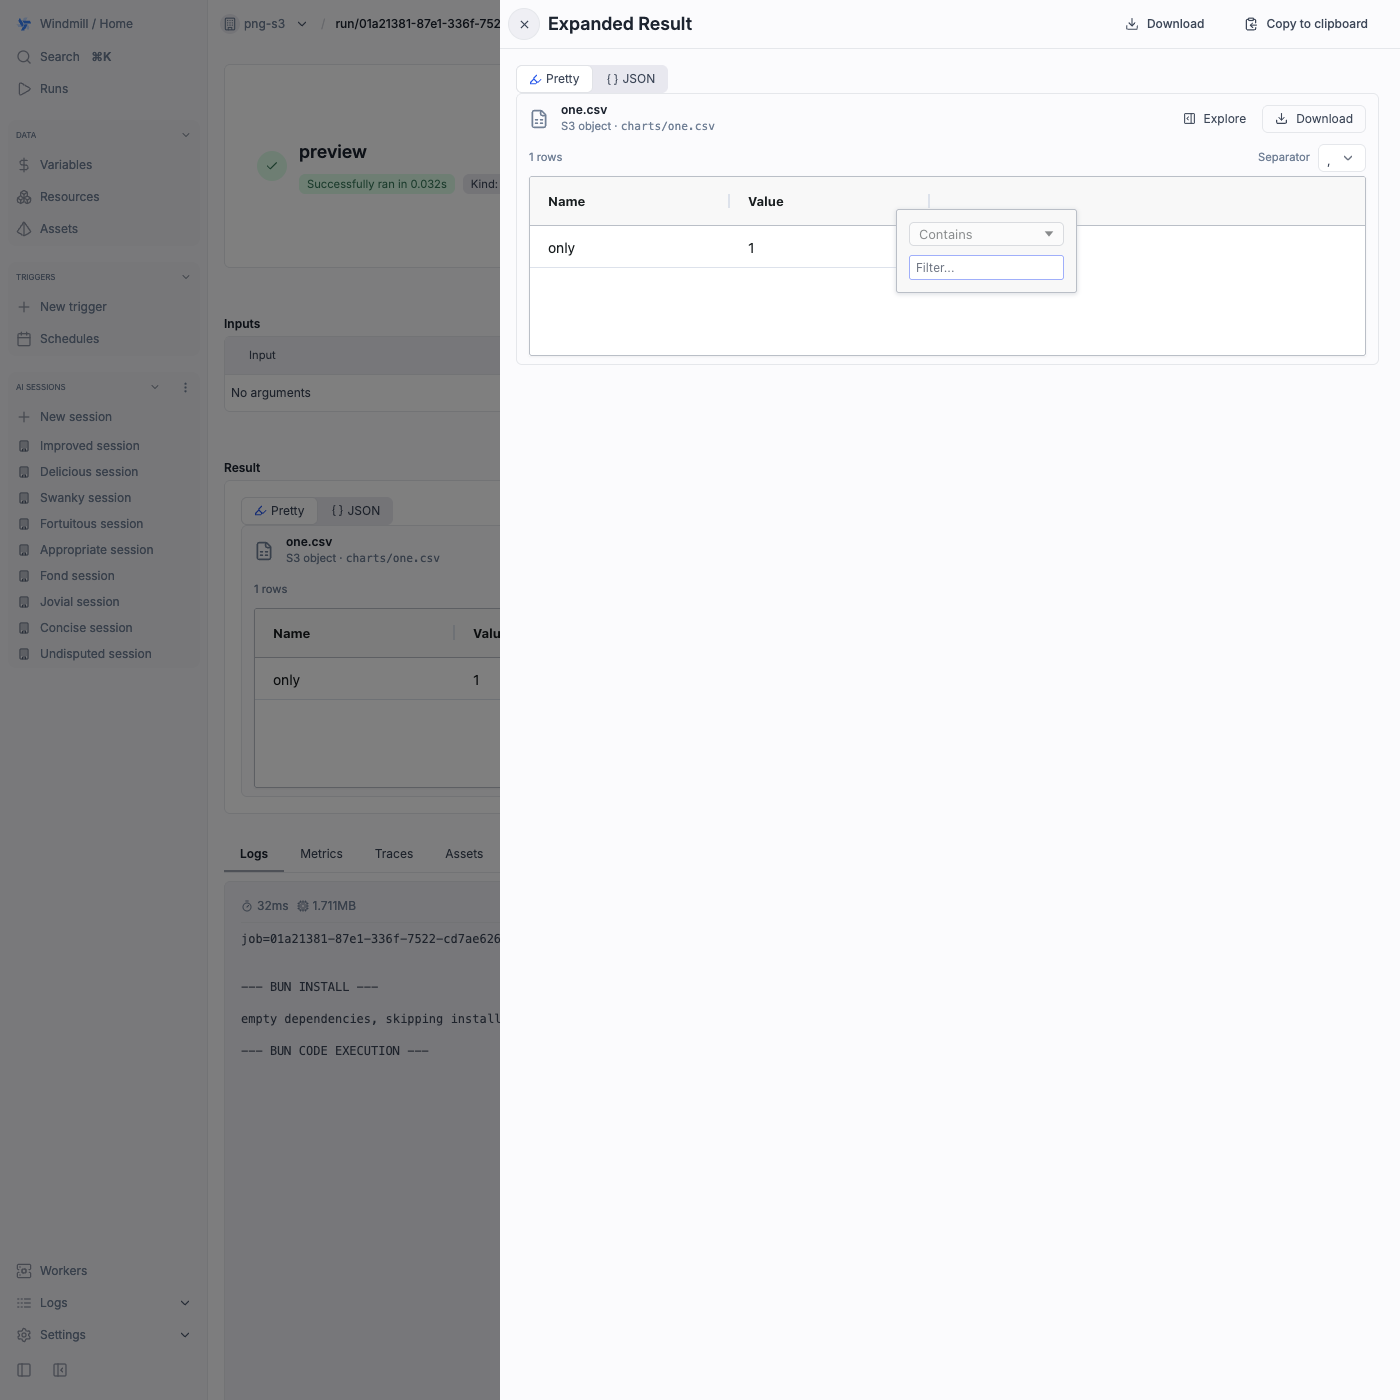 Windmill / Home
Search ⌘K
Runs
DATA
Variables
Resources
Assets
TRIGGERS
New trigger
Schedules
AI SESSIONS
New session
Improved session
Delicious session
Swanky session
Fortuitous session
Appropriate session
Fond session
Jovial session
Concise session
Undisputed session
Workers
Logs
Settings
png-s3 / run/01a21381-87e1-336f-752
preview
Successfully ran in 0.032s Kind:
Inputs
Input
No arguments
Result
Pretty {} JSON
one.csv
S3 object · charts/one.csv
1 rows
Name Valu
only 1
Logs Metrics Traces Assets
32ms 1.711MB
job=01a21381-87e1-336f-7522-cd7ae626
--- BUN INSTALL ---
empty dependencies, skipping install
--- BUN CODE EXECUTION ---
Expanded Result Download Copy to clipboard
Pretty {} JSON
one.csv
S3 object · charts/one.csv
Explore Download
1 rows Separator ,
Name Value
only 1
Contains
Filter...